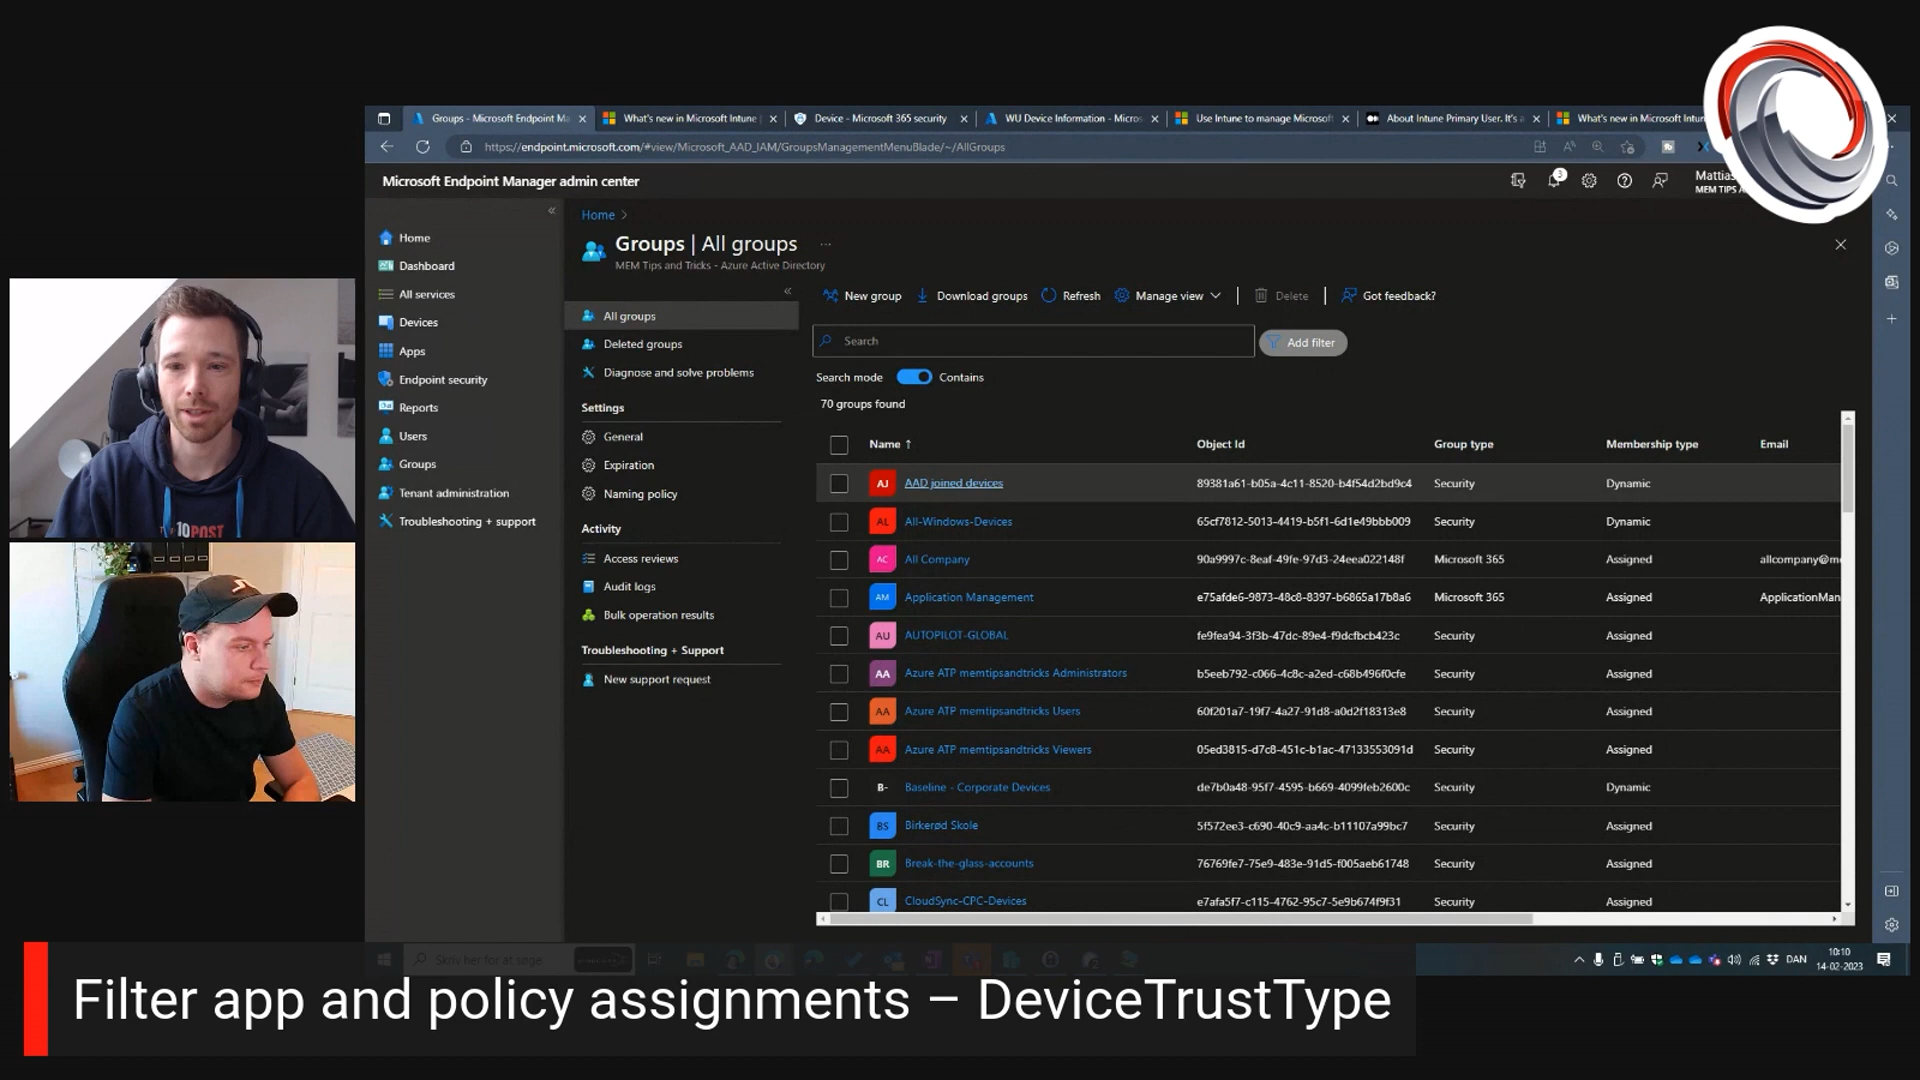 Groups - Microsoft Endpoint Ma
What's new in Microsoft Intune |
Device - Microsoft 365 security
WU Device Information - Micros
Use Intune to manage Microsoft
About Intune Primary User. It's a
What's new in Microsoft Intun
https://endpoint.microsoft.com/#view/Microsoft_AAD_IAM/GroupsManagementMenuBlade/~/AllGroups
Microsoft Endpoint Manager admin center
3
Mattias
MEM TIPS A
Home
Dashboard
All services
Devices
Apps
Endpoint security
Reports
Users
Groups
Tenant administration
Troubleshooting + support
Home >
Groups | All groups ...
MEM Tips and Tricks - Azure Active Directory
All groups
Deleted groups
Diagnose and solve problems
Settings
General
Expiration
Naming policy
Activity
Access reviews
Audit logs
Bulk operation results
Troubleshooting + Support
New support request
New group Download groups Refresh Manage view | Delete | Got feedback?
Search Add filter
Search mode Contains
70 groups found
Name ↑ Object Id Group type Membership type Email
AJ AAD joined devices 89381a61-b05a-4c11-8520-b4f54d2bd9c4 Security Dynamic
AL All-Windows-Devices 65cf7812-5013-4419-b5f1-6d1e49bbb009 Security Dynamic
AC All Company 90a9997c-8eaf-49fe-97d3-24eea022148f Microsoft 365 Assigned allcompany@m
AM Application Management e75afde6-9873-48c8-8397-b6865a17b8a6 Microsoft 365 Assigned ApplicationMan
AU AUTOPILOT-GLOBAL fe9fea94-3f3b-47dc-89e4-f9dcfbcb423c Security Assigned
AA Azure ATP memtipsandtricks Administrators b5eeb792-c066-4c8c-a2ed-c68b496f0cfe Security Assigned
AA Azure ATP memtipsandtricks Users 60f201a7-19f7-4a27-91d8-a0d2f18313e8 Security Assigned
AA Azure ATP memtipsandtricks Viewers 05ed3815-d7c8-451c-b1ac-47133553091d Security Assigned
B- Baseline - Corporate Devices de7b0a48-95f7-4595-b669-4099feb2600c Security Dynamic
BS Birkerød Skole 5f572ee3-c690-40c9-aa4c-b11107a99bc7 Security Assigned
BR Break-the-glass-accounts 76769fe7-75e9-483e-91d5-f005aeb61748 Security Assigned
CL CloudSync-CPC-Devices e7afa5f7-c115-4762-95c7-5e9b674f9f31 Security Assigned
10POST
Skriv her for at søge
DAN
10:10
14-02-2023
Filter app and policy assignments – DeviceTrustType